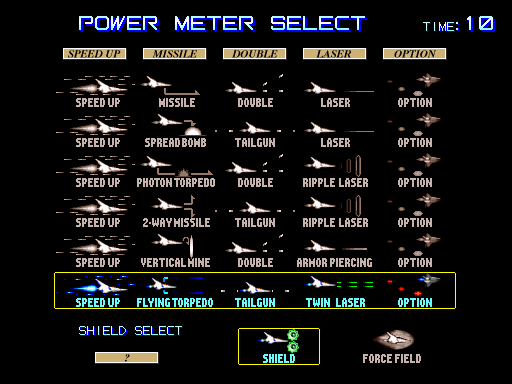 POWER METER SELECT TIME:10
SPEED UP MISSILE DOUBLE LASER OPTION
SPEED UP MISSILE DOUBLE LASER OPTION
SPEED UP SPREAD BOMB TAILGUN LASER OPTION
SPEED UP PHOTON TORPEDO DOUBLE RIPPLE LASER OPTION
SPEED UP 2-WAY MISSILE TAILGUN RIPPLE LASER OPTION
SPEED UP VERTICAL MINE DOUBLE ARMOR PIERCING OPTION
SPEED UP FLYING TORPEDO TAILGUN TWIN LASER OPTION
SHIELD SELECT
? SHIELD FORCE FIELD